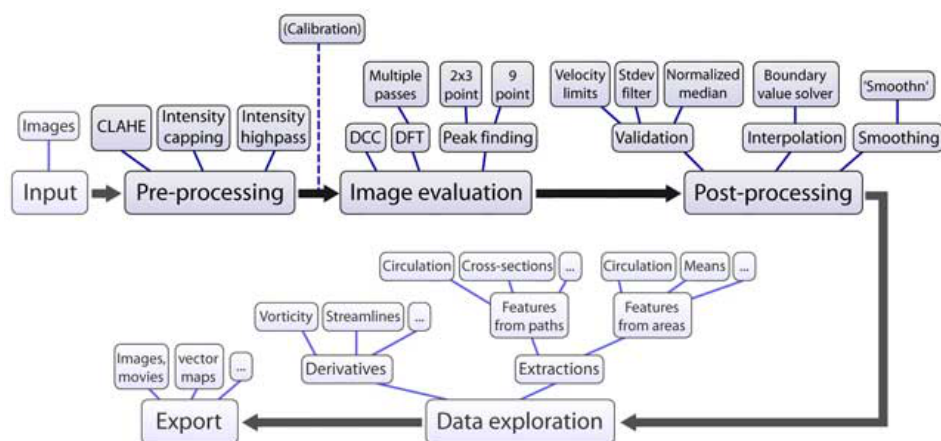 (Calibration)
Multiple
passes
2x3
point
9
point
Velocity
limits
Stdev
filter
Normalized
median
Boundary
value solver
'Smoothn'
Images
CLAHE
Intensity
capping
Intensity
highpass
DCC
DFT
Peak finding
Validation
Interpolation
Smoothing
Input
Pre-processing
Image evaluation
Post-processing
Circulation
Cross-sections
...
Circulation
Means
...
Features
from paths
Features
from areas
Vorticity
Streamlines
...
Derivatives
Extractions
Images,
movies
vector
maps
...
Export
Data exploration